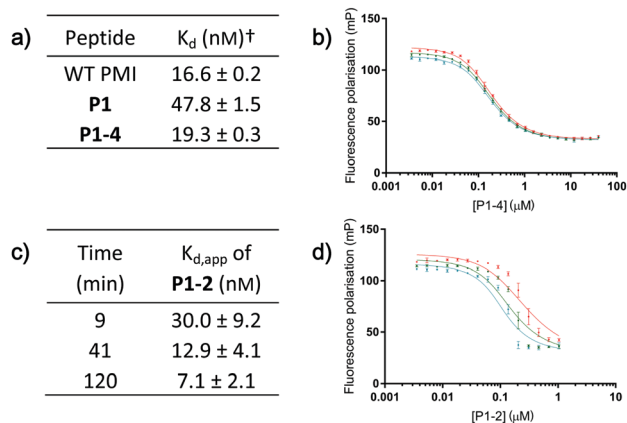 a)
Peptide K_d (nM)†
WT PMI 16.6 ± 0.2
P1 47.8 ± 1.5
P1-4 19.3 ± 0.3
b)
Fluorescence polarisation (mP)
150
100
50
0
0.001 0.01 0.1 1 10 100
[P1-4] (μM)
c)
Time K_d,app of
(min) P1-2 (nM)
9 30.0 ± 9.2
41 12.9 ± 4.1
120 7.1 ± 2.1
d)
Fluorescence polarisation (mP)
150
100
50
0
0.001 0.01 0.1 1 10
[P1-2] (μM)